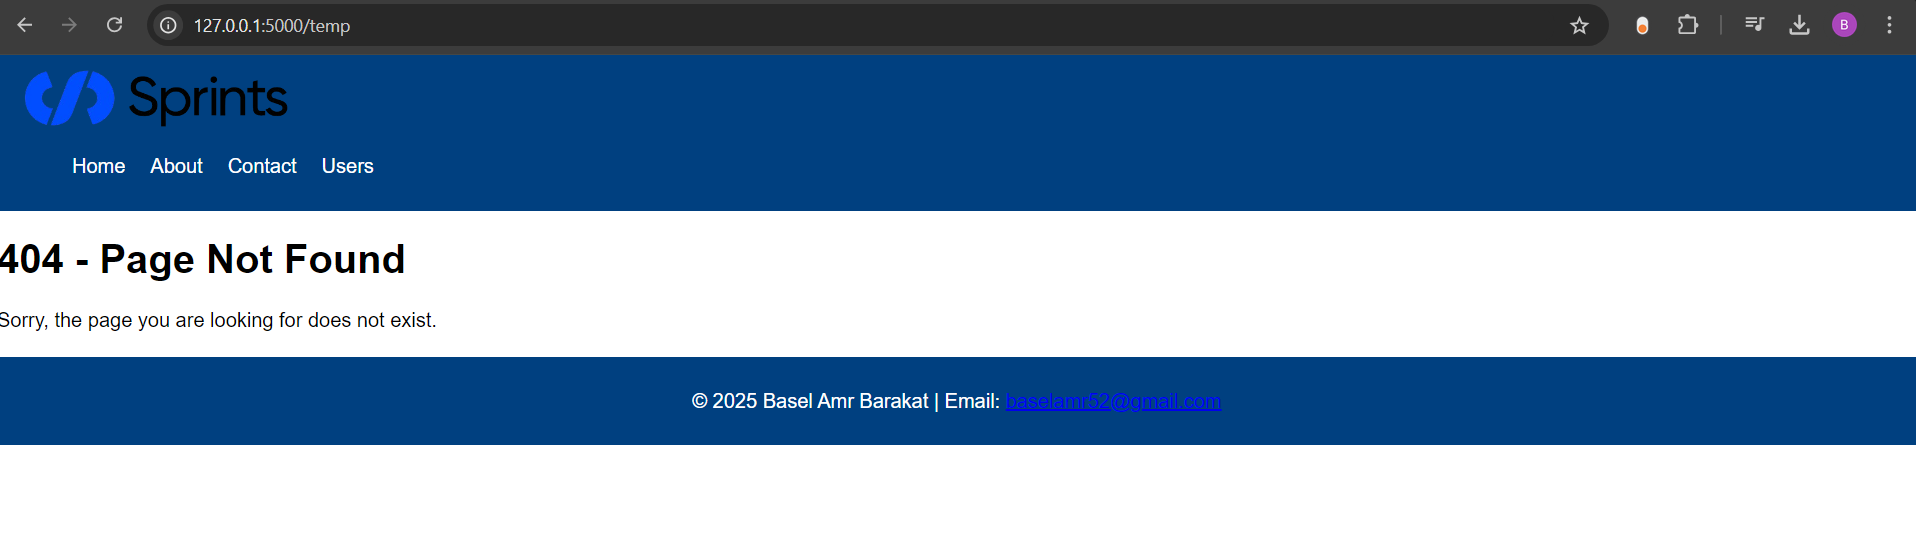 127.0.0.1:5000/temp
B
Sprints
Home About Contact Users
404 - Page Not Found
Sorry, the page you are looking for does not exist.
© 2025 Basel Amr Barakat | Email: baselamr52@gmail.com